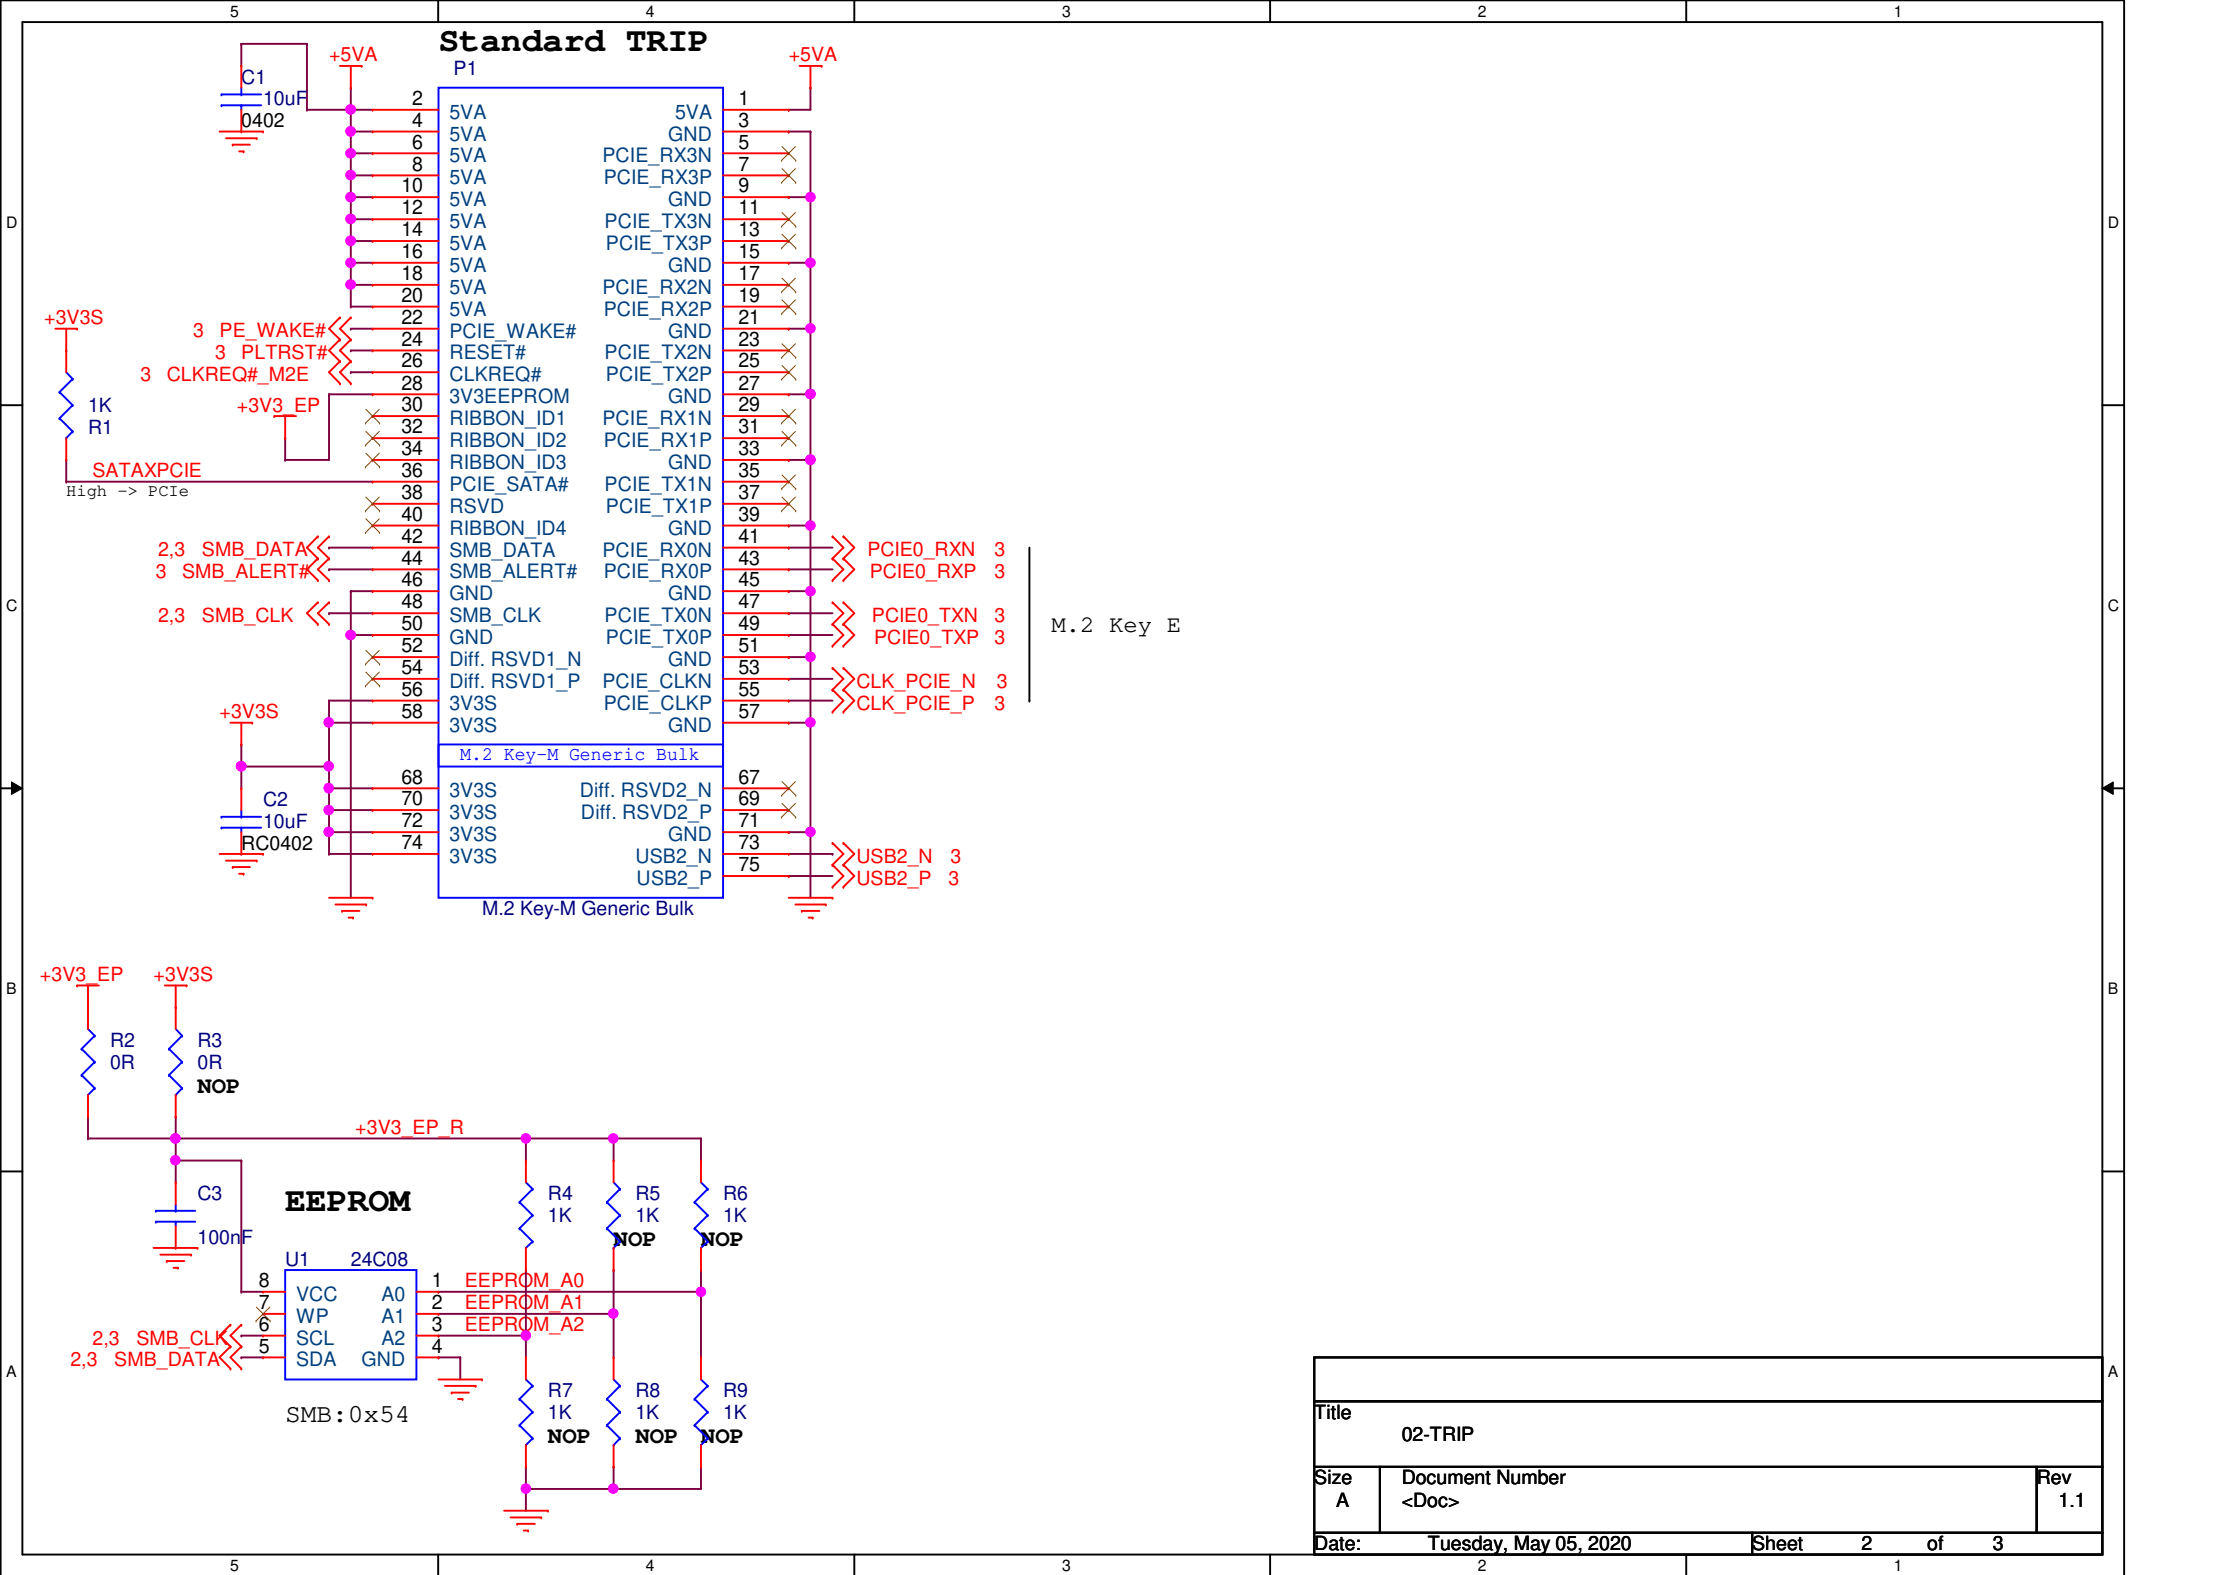 5 4 3 2 1
Standard TRIP
P1
+5VA +5VA
C1
10uF
0402
2 5VA 5VA 1
4 5VA GND 3
6 5VA PCIE_RX3N 5
8 5VA PCIE_RX3P 7
10 5VA GND 9
12 5VA PCIE_TX3N 11
14 5VA PCIE_TX3P 13
16 5VA GND 15
18 5VA PCIE_RX2N 17
20 5VA PCIE_RX2P 19
3 PE_WAKE# 22 PCIE_WAKE# GND 21
3 PLTRST# 24 RESET# PCIE_TX2N 23
3 CLKREQ#_M2E 26 CLKREQ# PCIE_TX2P 25
28 3V3EEPROM GND 27
30 RIBBON_ID1 PCIE_RX1N 29
32 RIBBON_ID2 PCIE_RX1P 31
34 RIBBON_ID3 GND 33
36 PCIE_SATA# PCIE_TX1N 35
38 RSVD PCIE_TX1P 37
40 RIBBON_ID4 GND 39
2,3 SMB_DATA 42 SMB_DATA PCIE_RX0N 41 PCIE0_RXN 3
3 SMB_ALERT# 44 SMB_ALERT# PCIE_RX0P 43 PCIE0_RXP 3
46 GND GND 45
2,3 SMB_CLK 48 SMB_CLK PCIE_TX0N 47 PCIE0_TXN 3
50 GND PCIE_TX0P 49 PCIE0_TXP 3
52 Diff. RSVD1_N GND 51
54 Diff. RSVD1_P PCIE_CLKN 53 CLK_PCIE_N 3
56 3V3S PCIE_CLKP 55 CLK_PCIE_P 3
58 3V3S GND 57
M.2 Key-M Generic Bulk
68 3V3S Diff. RSVD2_N 67
70 3V3S Diff. RSVD2_P 69
72 3V3S GND 71
74 3V3S USB2_N 73 USB2_N 3
USB2_P 75 USB2_P 3
M.2 Key-M Generic Bulk
M.2 Key E
+3V3S
1K
R1
+3V3_EP
SATAXPCIE
High -> PCIe
+3V3S
C2
10uF
RC0402
D D
C C
B B
A A
+3V3_EP +3V3S
R2
0R
R3
0R
NOP
+3V3_EP_R
C3
100nF
EEPROM
R4
1K
R5
1K
NOP
R6
1K
NOP
U1 24C08
8 VCC A0 1 EEPROM_A0
7 WP A1 2 EEPROM_A1
2,3 SMB_CLK 6 SCL A2 3 EEPROM_A2
2,3 SMB_DATA 5 SDA GND 4
SMB:0x54
R7
1K
NOP
R8
1K
NOP
R9
1K
NOP
Title
02-TRIP
Size Document Number Rev
A <Doc> 1.1
Date: Tuesday, May 05, 2020 Sheet 2 of 3
5 4 3 2 1